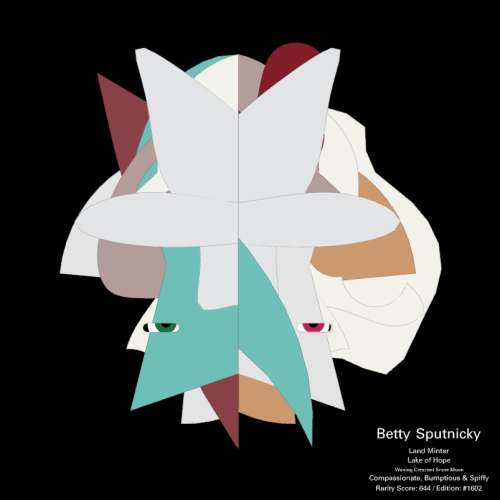 Betty Sputnicky
Land Minter
Lake of Hope
Waxing Crescent Snow Moon
Compassionate, Bumptious & Spiffy
Rarity Score: 644 / Edition: #1602